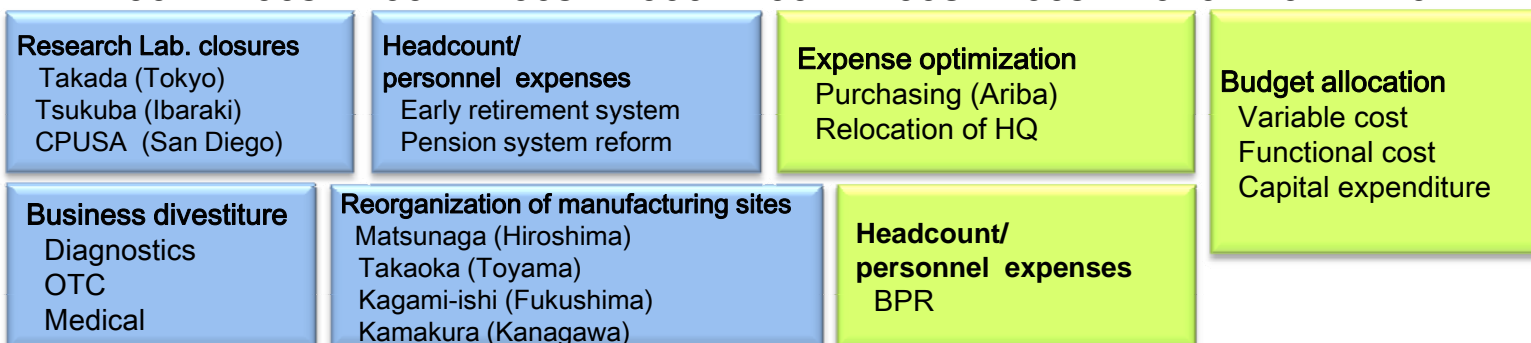 Research Lab. closures
Takada (Tokyo)
Tsukuba (Ibaraki)
CPUSA (San Diego)
Headcount/
personnel expenses
Early retirement system
Pension system reform
Expense optimization
Purchasing (Ariba)
Relocation of HQ
Budget allocation
Variable cost
Functional cost
Capital expenditure
Business divestiture
Diagnostics
OTC
Medical
Reorganization of manufacturing sites
Matsunaga (Hiroshima)
Takaoka (Toyama)
Kagami-ishi (Fukushima)
Kamakura (Kanagawa)
Headcount/
personnel expenses
BPR